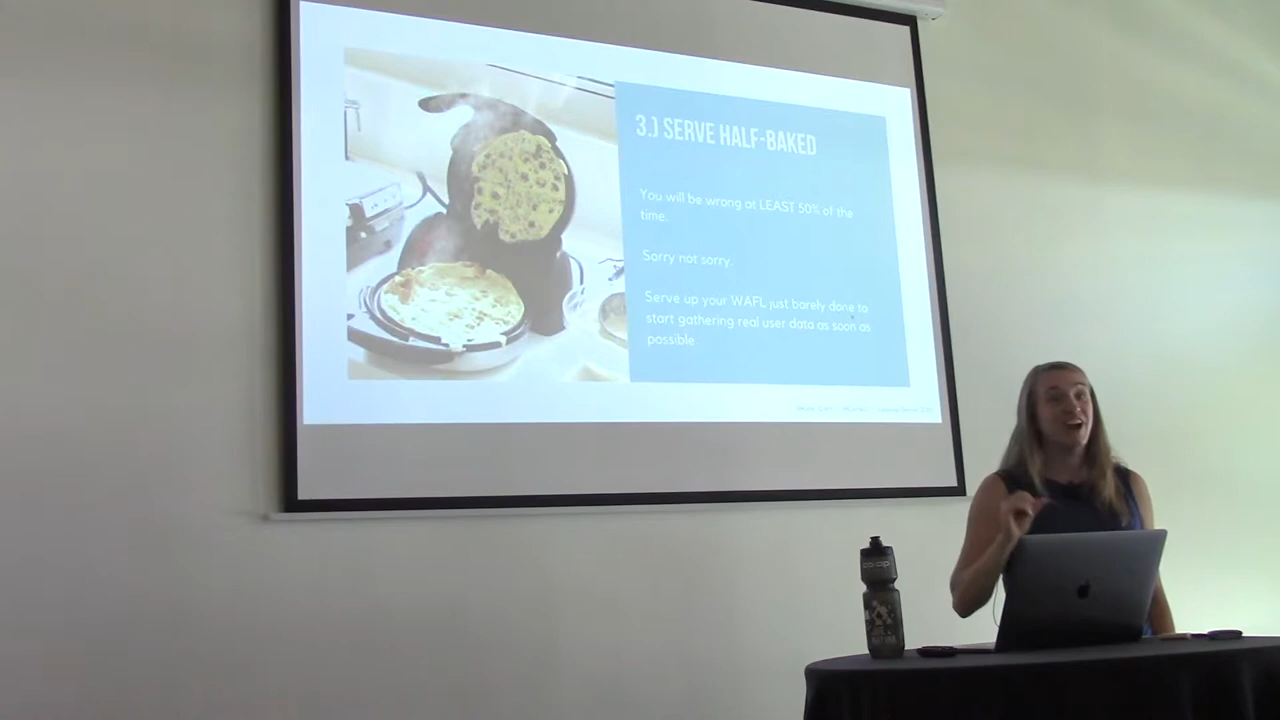 3.) SERVE HALF-BAKED
You will be wrong at LEAST 50% of the
time.
Sorry not sorry.
Serve up your WAFL just barely done to
start gathering real user data as soon as
possible.